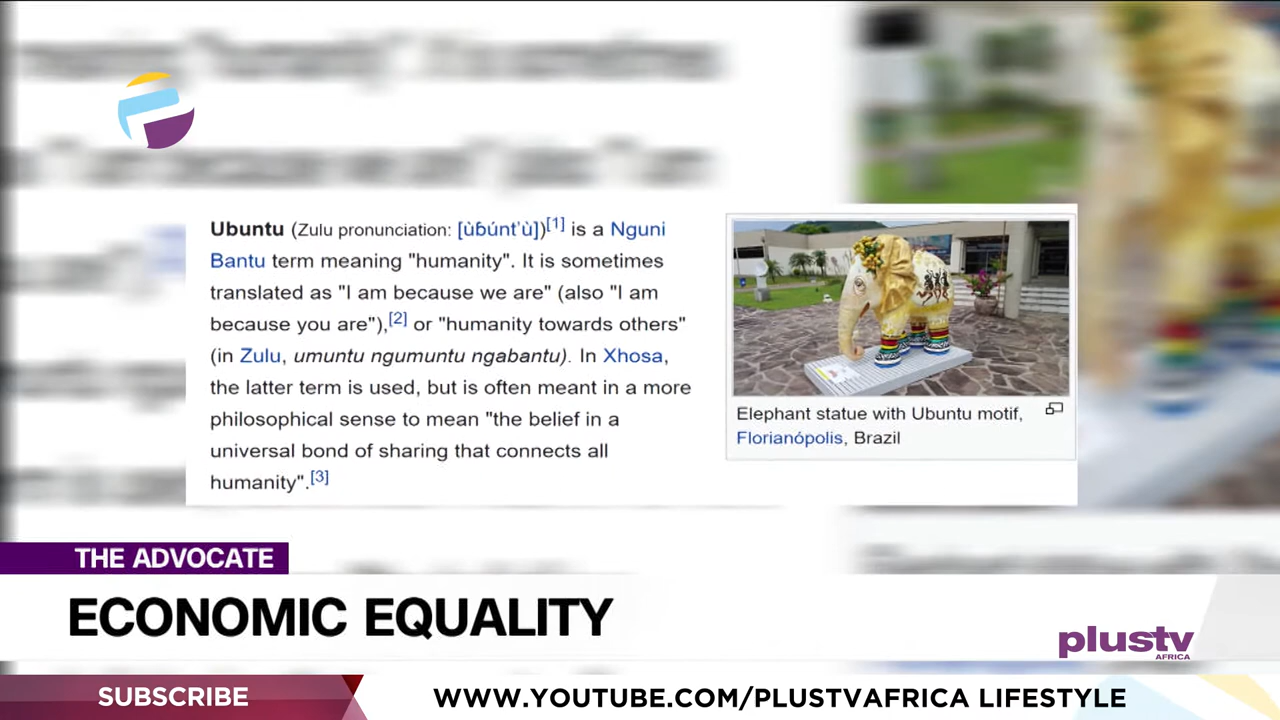 Ubuntu (Zulu pronunciation: [ùɓúntʼù])[1] is a Nguni
Bantu term meaning "humanity". It is sometimes
translated as "I am because we are" (also "I am
because you are"),[2] or "humanity towards others"
(in Zulu, umuntu ngumuntu ngabantu). In Xhosa,
the latter term is used, but is often meant in a more
philosophical sense to mean "the belief in a
universal bond of sharing that connects all
humanity".[3]
Elephant statue with Ubuntu motif,
Florianópolis, Brazil
THE ADVOCATE
ECONOMIC EQUALITY
plustv
AFRICA
SUBSCRIBE
WWW.YOUTUBE.COM/PLUSTVAFRICA LIFESTYLE